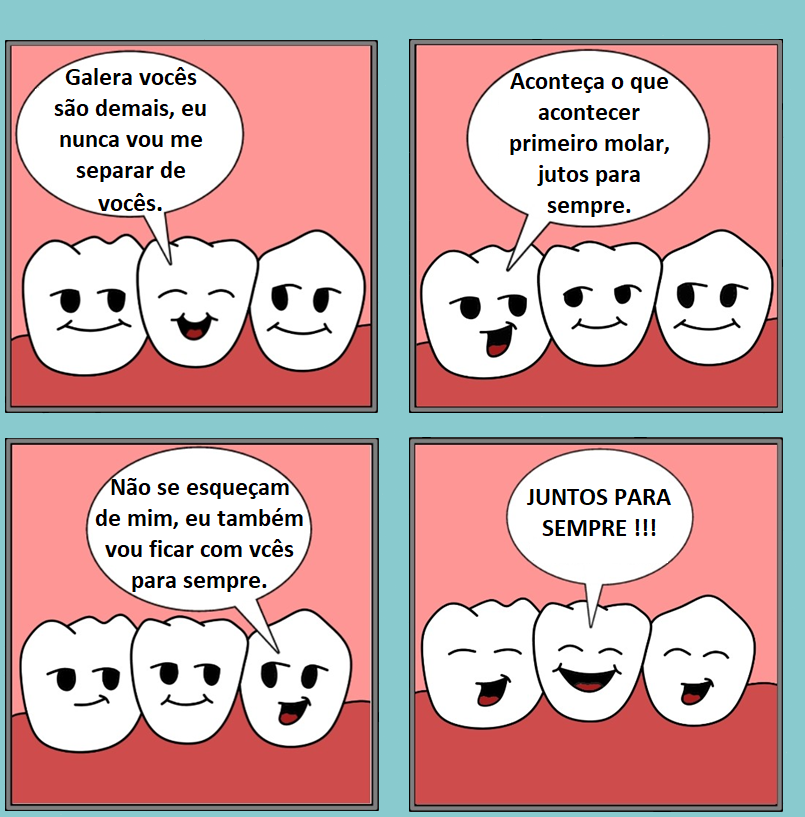 Galera vocês
são demais, eu
nunca vou me
separar de
vocês.
Aconteça o que
acontecer
primeiro molar,
jutos para
sempre.
Não se esqueçam
de mim, eu também
vou ficar com vcês
para sempre.
JUNTOS PARA
SEMPRE !!!